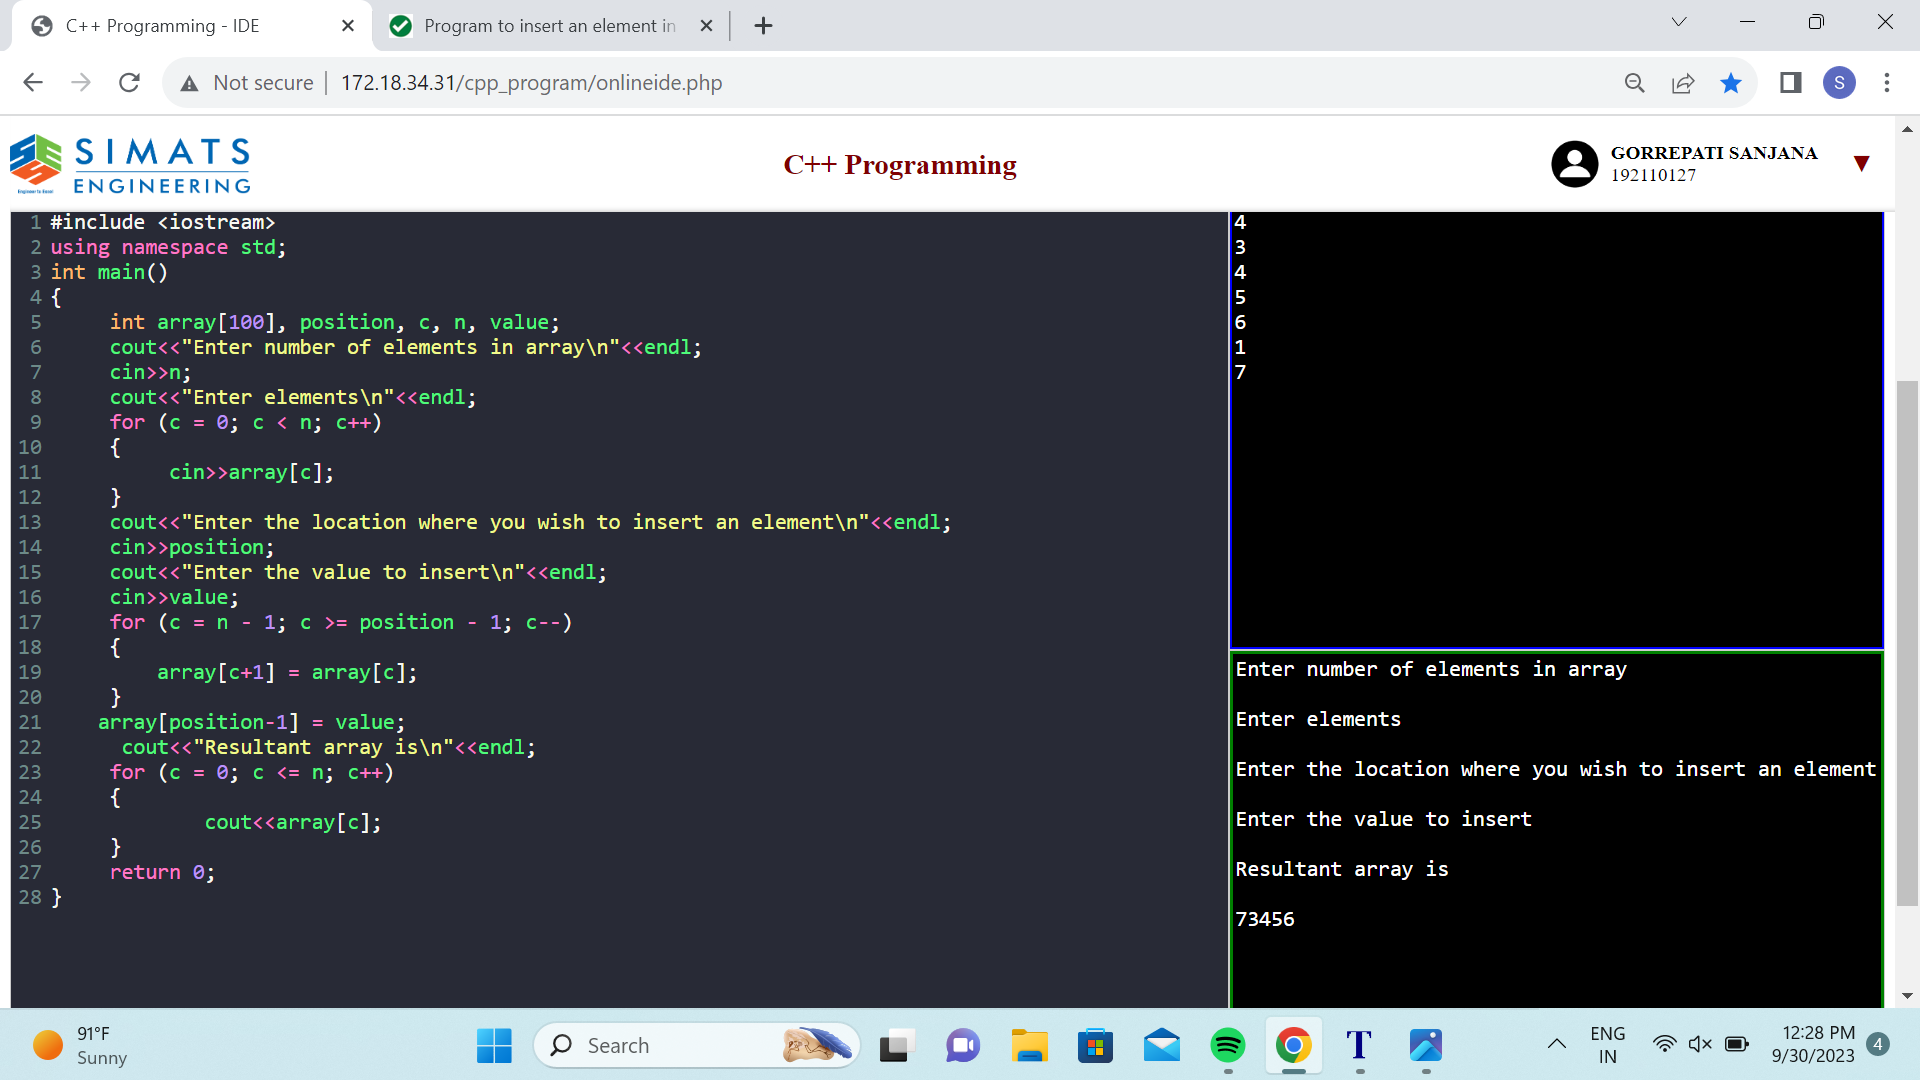 C++ Programming - IDE
Program to insert an element in
Not secure
172.18.34.31/cpp_program/onlineide.php
S
SIMATS
ENGINEERING
Engineer to Excel
C++ Programming
GORREPATI SANJANA
192110127
1 #include <iostream>
2 using namespace std;
3 int main()
4 {
5      int array[100], position, c, n, value;
6      cout<<"Enter number of elements in array\n"<<endl;
7      cin>>n;
8      cout<<"Enter elements\n"<<endl;
9      for (c = 0; c < n; c++)
10      {
11           cin>>array[c];
12      }
13      cout<<"Enter the location where you wish to insert an element\n"<<endl;
14      cin>>position;
15      cout<<"Enter the value to insert\n"<<endl;
16      cin>>value;
17      for (c = n - 1; c >= position - 1; c--)
18      {
19          array[c+1] = array[c];
20      }
21     array[position-1] = value;
22       cout<<"Resultant array is\n"<<endl;
23      for (c = 0; c <= n; c++)
24      {
25              cout<<array[c];
26      }
27      return 0;
28 }
4
3
4
5
6
1
7
Enter number of elements in array
Enter elements
Enter the location where you wish to insert an element
Enter the value to insert
Resultant array is
73456
91°F
Sunny
Search
T
ENG
IN
12:28 PM
9/30/2023
4